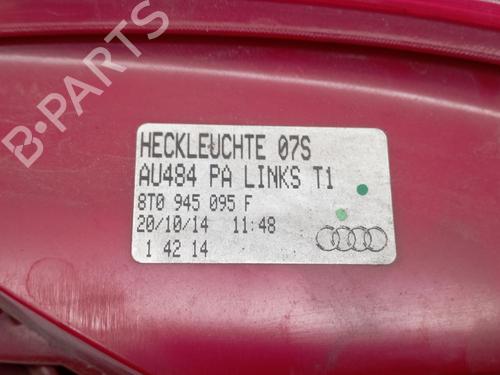 HECKLEUCHTE 07S
AU484 PA LINKS T1
8T0 945 095 F
20/10/14 11:48
1 42 14
B-PARTS